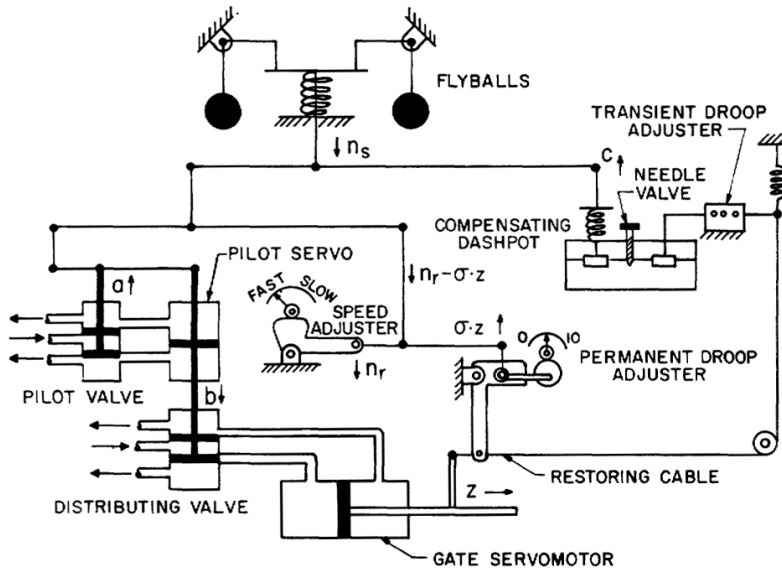 FLYBALLS
TRANSIENT DROOP
ADJUSTER
↓ n_s
C ↑
NEEDLE
VALVE
COMPENSATING
DASHPOT
PILOT SERVO
a ↑
FAST SLOW
SPEED
ADJUSTER
↓ n_r - σ·z
σ·z ↑
0 10
↓ n_r
PERMANENT DROOP
ADJUSTER
PILOT VALVE
b ↓
RESTORING CABLE
Z →
DISTRIBUTING VALVE
GATE SERVOMOTOR